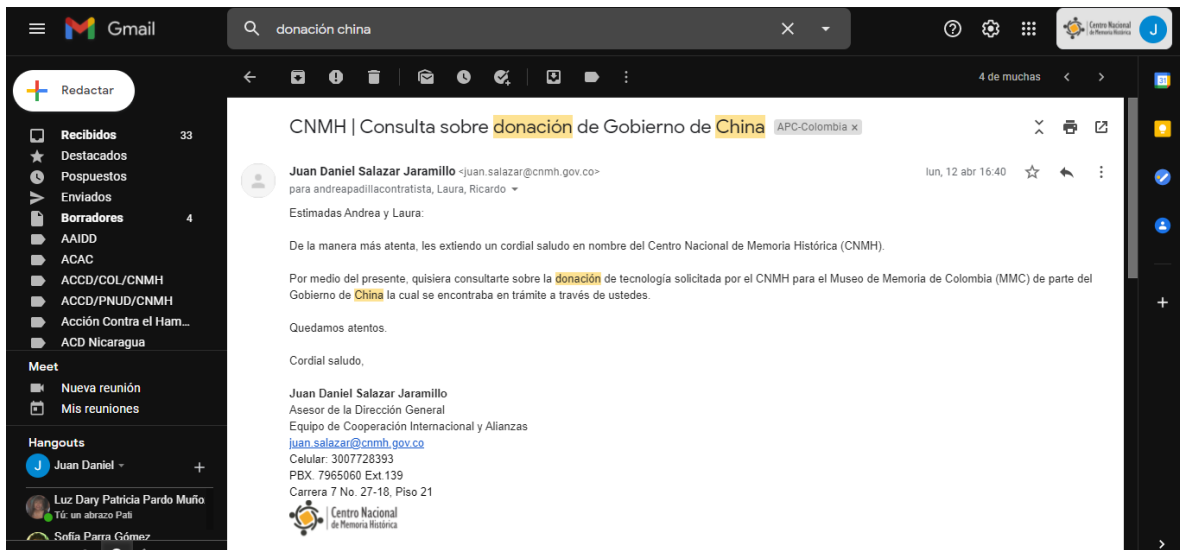 Gmail
donación china
Centro Nacional
de Memoria Histórica
J
Redactar
4 de muchas
31
Recibidos 33
Destacados
Pospuestos
Enviados
Borradores 4
AAIDD
ACAC
ACCD/COL/CNMH
ACCD/PNUD/CNMH
Acción Contra el Ham...
ACD Nicaragua
Meet
Nueva reunión
Mis reuniones
Hangouts
J Juan Daniel
Luz Dary Patricia Pardo Muño
Tú: un abrazo Pati
Sofía Parra Gómez
CNMH | Consulta sobre donación de Gobierno de China APC-Colombia x
Juan Daniel Salazar Jaramillo <juan.salazar@cnmh.gov.co> lun, 12 abr 16:40
para andreapadillacontratista, Laura, Ricardo
Estimadas Andrea y Laura:
De la manera más atenta, les extiendo un cordial saludo en nombre del Centro Nacional de Memoria Histórica (CNMH).
Por medio del presente, quisiera consultarte sobre la donación de tecnología solicitada por el CNMH para el Museo de Memoria de Colombia (MMC) de parte del
Gobierno de China la cual se encontraba en trámite a través de ustedes.
Quedamos atentos.
Cordial saludo,
Juan Daniel Salazar Jaramillo
Asesor de la Dirección General
Equipo de Cooperación Internacional y Alianzas
juan.salazar@cnmh.gov.co
Celular: 3007728393
PBX. 7965060 Ext.139
Carrera 7 No. 27-18, Piso 21
Centro Nacional
de Memoria Histórica